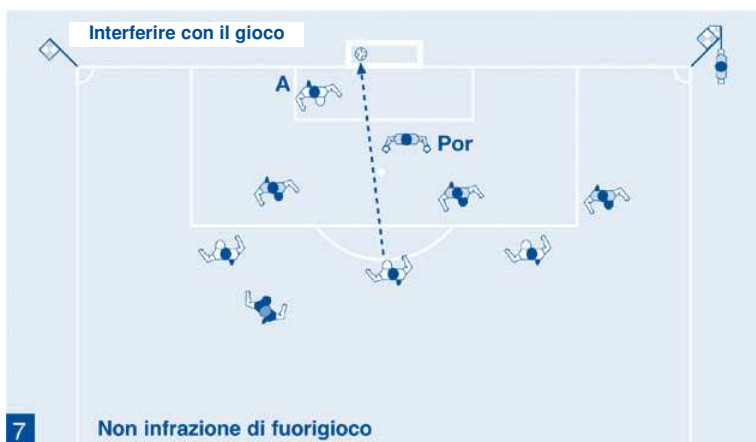 Interferire con il gioco
A
Por
7
Non infrazione di fuorigioco